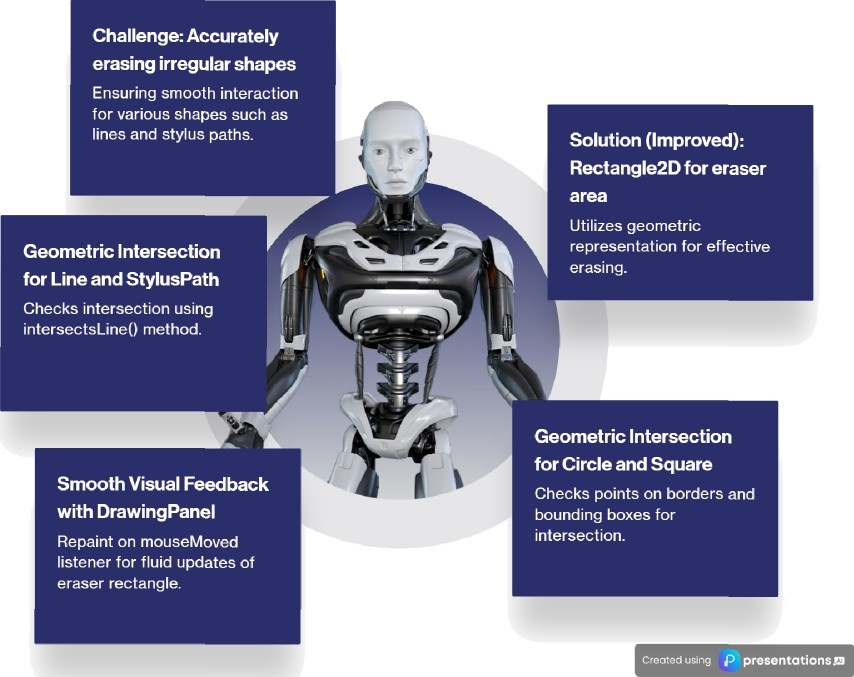 Challenge: Accurately
erasing irregular shapes
Ensuring smooth interaction
for various shapes such as
lines and stylus paths.
Solution (Improved):
Rectangle2D for eraser
area
Utilizes geometric
representation for effective
erasing.
Geometric Intersection
for Line and StylusPath
Checks intersection using
intersectsLine() method.
Geometric Intersection
for Circle and Square
Checks points on borders and
bounding boxes for
intersection.
Smooth Visual Feedback
with DrawingPanel
Repaint on mouseMoved
listener for fluid updates of
eraser rectangle.
Created using presentations.AI